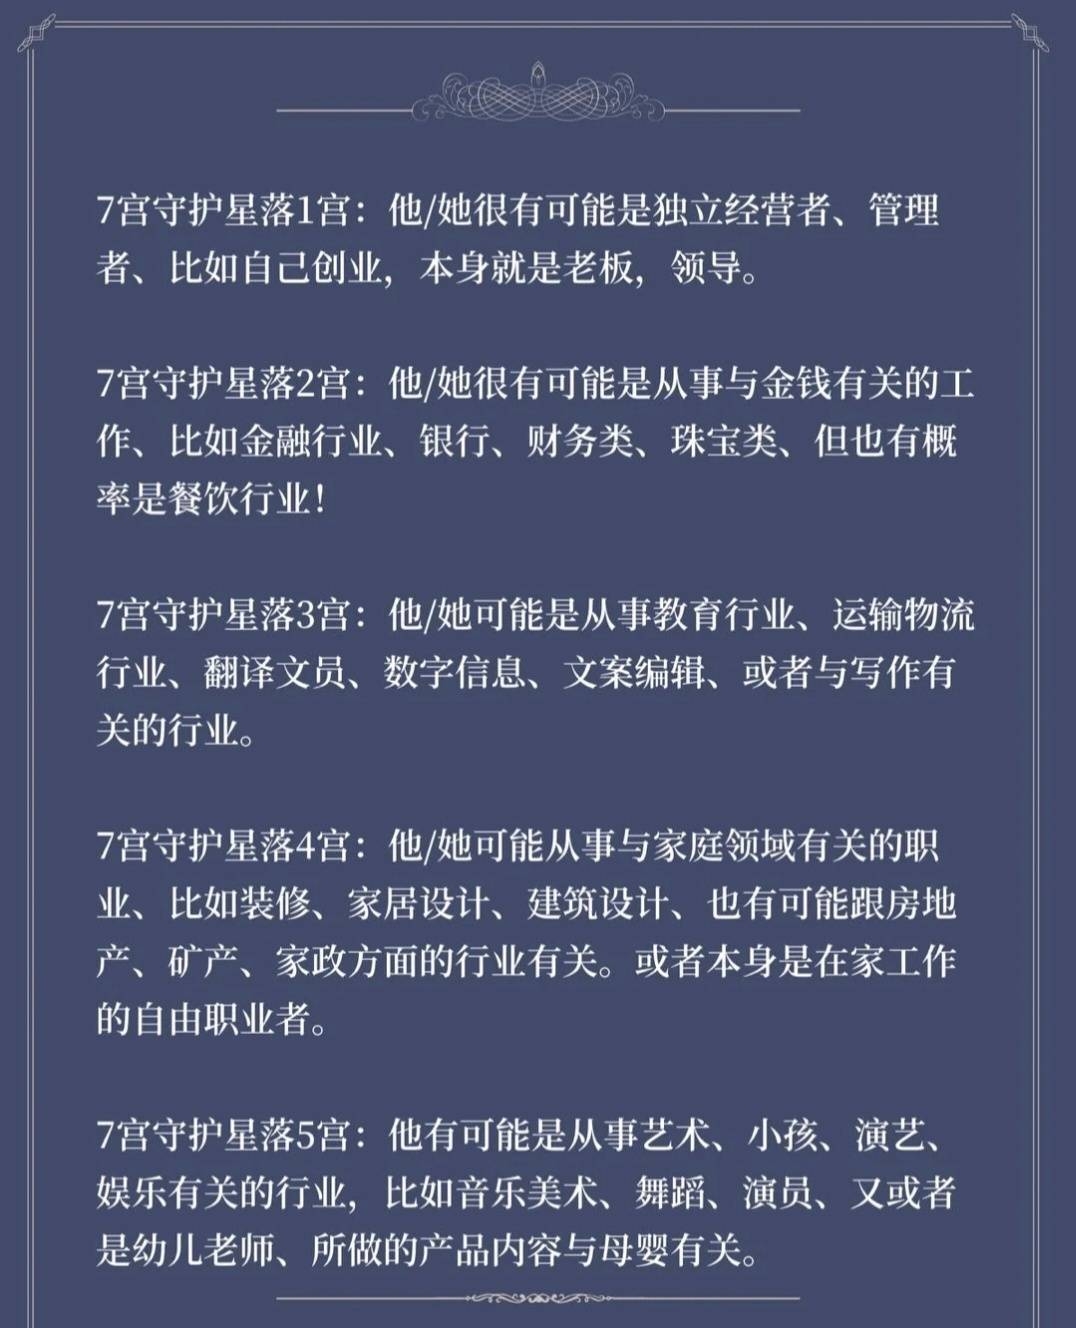 7宫守护星落1宫：他/她很有可能是独立经营者、管理
者、比如自己创业，本身就是老板，领导。
7宫守护星落2宫：他/她很有可能是从事与金钱有关的工
作、比如金融行业、银行、财务类、珠宝类、但也有概
率是餐饮行业！
7宫守护星落3宫：他/她可能是从事教育行业、运输物流
行业、翻译文员、数字信息、文案编辑、或者与写作有
关的行业。
7宫守护星落4宫：他/她可能从事与家庭领域有关的职
业、比如装修、家居设计、建筑设计、也有可能跟房地
产、矿产、家政方面的行业有关。或者本身是在家工作
的自由职业者。
7宫守护星落5宫：他有可能是从事艺术、小孩、演艺、
娱乐有关的行业，比如音乐美术、舞蹈、演员、又或者
是幼儿老师、所做的产品内容与母婴有关。